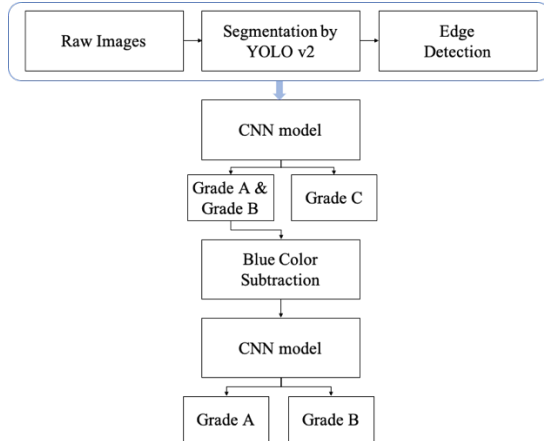 Raw Images
Segmentation by
YOLO v2
Edge
Detection
CNN model
Grade A &
Grade B
Grade C
Blue Color
Subtraction
CNN model
Grade A
Grade B